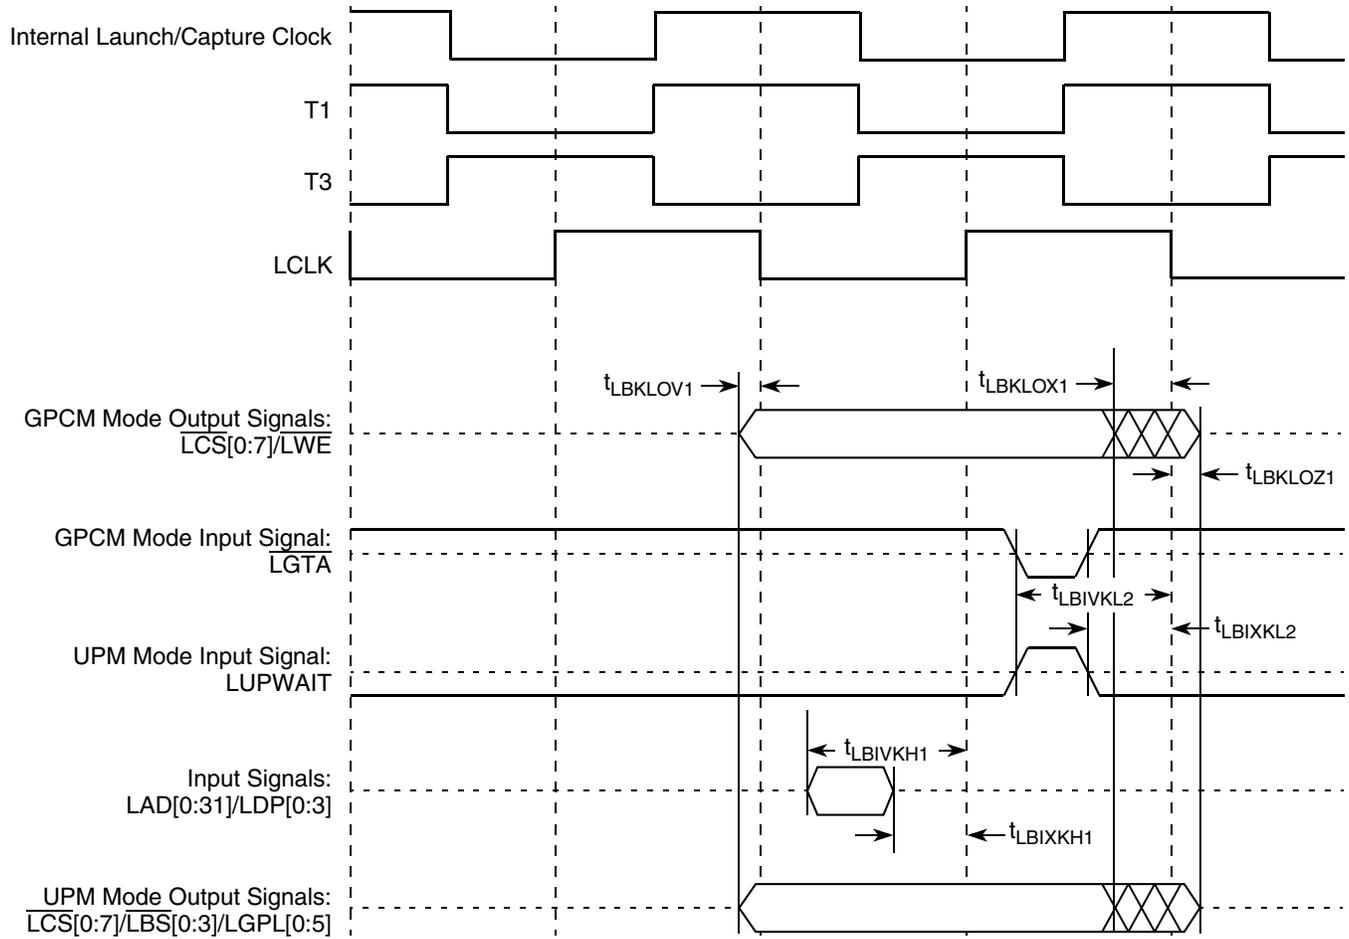 Internal Launch/Capture Clock
T1
T3
LCLK
tLBKLOV1
tLBKLOX1
GPCM Mode Output Signals:
LCS[0:7]/LWE
tLBKLOZ1
GPCM Mode Input Signal:
LGTA
tLBIVKL2
tLBIXKL2
UPM Mode Input Signal:
LUPWAIT
tLBIVKH1
Input Signals:
LAD[0:31]/LDP[0:3]
tLBIXKH1
UPM Mode Output Signals:
LCS[0:7]/LBS[0:3]/LGPL[0:5]